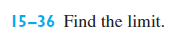 15–36 Find the limit.